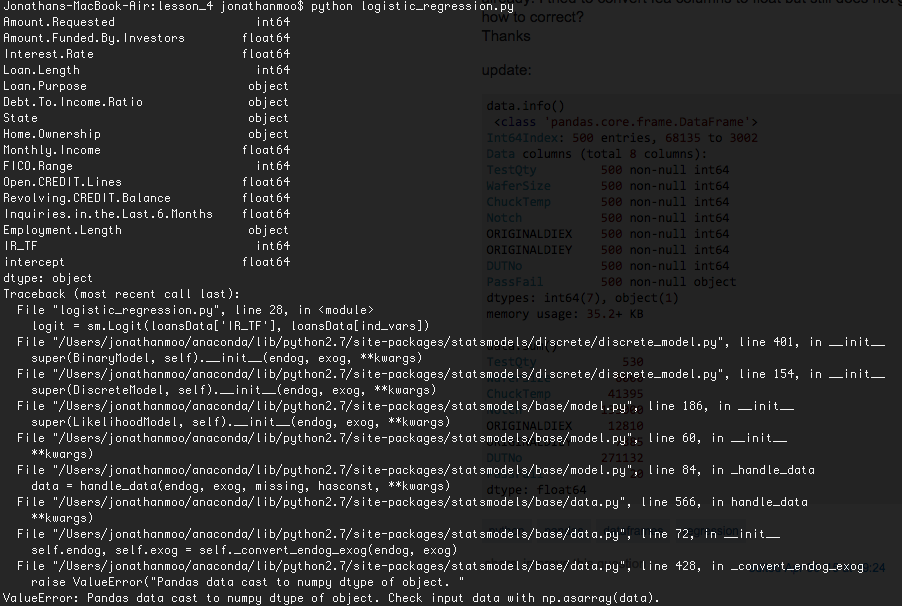 Jonathans-MacBook-Air:lesson_4 jonathanmoo$ python logistic_regression.py
Amount.Requested int64
Amount.Funded.By.Investors float64
Interest.Rate float64
Loan.Length int64
Loan.Purpose object
Debt.To.Income.Ratio object
State object
Home.Ownership object
Monthly.Income float64
FICO.Range int64
Open.CREDIT.Lines float64
Revolving.CREDIT.Balance float64
Inquiries.in.the.Last.6.Months float64
Employment.Length object
IR_TF int64
intercept float64
dtype: object
Traceback (most recent call last):
File "logistic_regression.py", line 28, in <module>
logit = sm.Logit(loansData['IR_TF'], loansData[ind_vars])
File "/Users/jonathanmoo/anaconda/lib/python2.7/site-packages/statsmodels/discrete/discrete_model.py", line 401, in __init__
super(BinaryModel, self).__init__(endog, exog, **kwargs)
File "/Users/jonathanmoo/anaconda/lib/python2.7/site-packages/statsmodels/discrete/discrete_model.py", line 154, in __init__
super(DiscreteModel, self).__init__(endog, exog, **kwargs)
File "/Users/jonathanmoo/anaconda/lib/python2.7/site-packages/statsmodels/base/model.py", line 186, in __init__
super(LikelihoodModel, self).__init__(endog, exog, **kwargs)
File "/Users/jonathanmoo/anaconda/lib/python2.7/site-packages/statsmodels/base/model.py", line 60, in __init__
**kwargs)
File "/Users/jonathanmoo/anaconda/lib/python2.7/site-packages/statsmodels/base/model.py", line 84, in _handle_data
data = handle_data(endog, exog, missing, hasconst, **kwargs)
File "/Users/jonathanmoo/anaconda/lib/python2.7/site-packages/statsmodels/base/data.py", line 566, in handle_data
**kwargs)
File "/Users/jonathanmoo/anaconda/lib/python2.7/site-packages/statsmodels/base/data.py", line 72, in __init__
self.endog, self.exog = self._convert_endog_exog(endog, exog)
File "/Users/jonathanmoo/anaconda/lib/python2.7/site-packages/statsmodels/base/data.py", line 428, in _convert_endog_exog
raise ValueError("Pandas data cast to numpy dtype of object. "
ValueError: Pandas data cast to numpy dtype of object. Check input data with np.asarray(data).
how to correct?
Thanks
update:
data.info()
<class 'pandas.core.frame.DataFrame'>
Int64Index: 500 entries, 68135 to 3002
Data columns (total 8 columns):
TestQty 500 non-null int64
WaferSize 500 non-null int64
ChuckTemp 500 non-null int64
Notch 500 non-null int64
ORIGINALDIEX 500 non-null int64
ORIGINALDIEY 500 non-null int64
DUTNo 500 non-null int64
PassFail 500 non-null object
dtypes: int64(7), object(1)
memory usage: 35.2+ KB
TestQty 530
ChuckTemp 41395
ORIGINALDIEX 12810
DUTNo 271132
dtype: float64